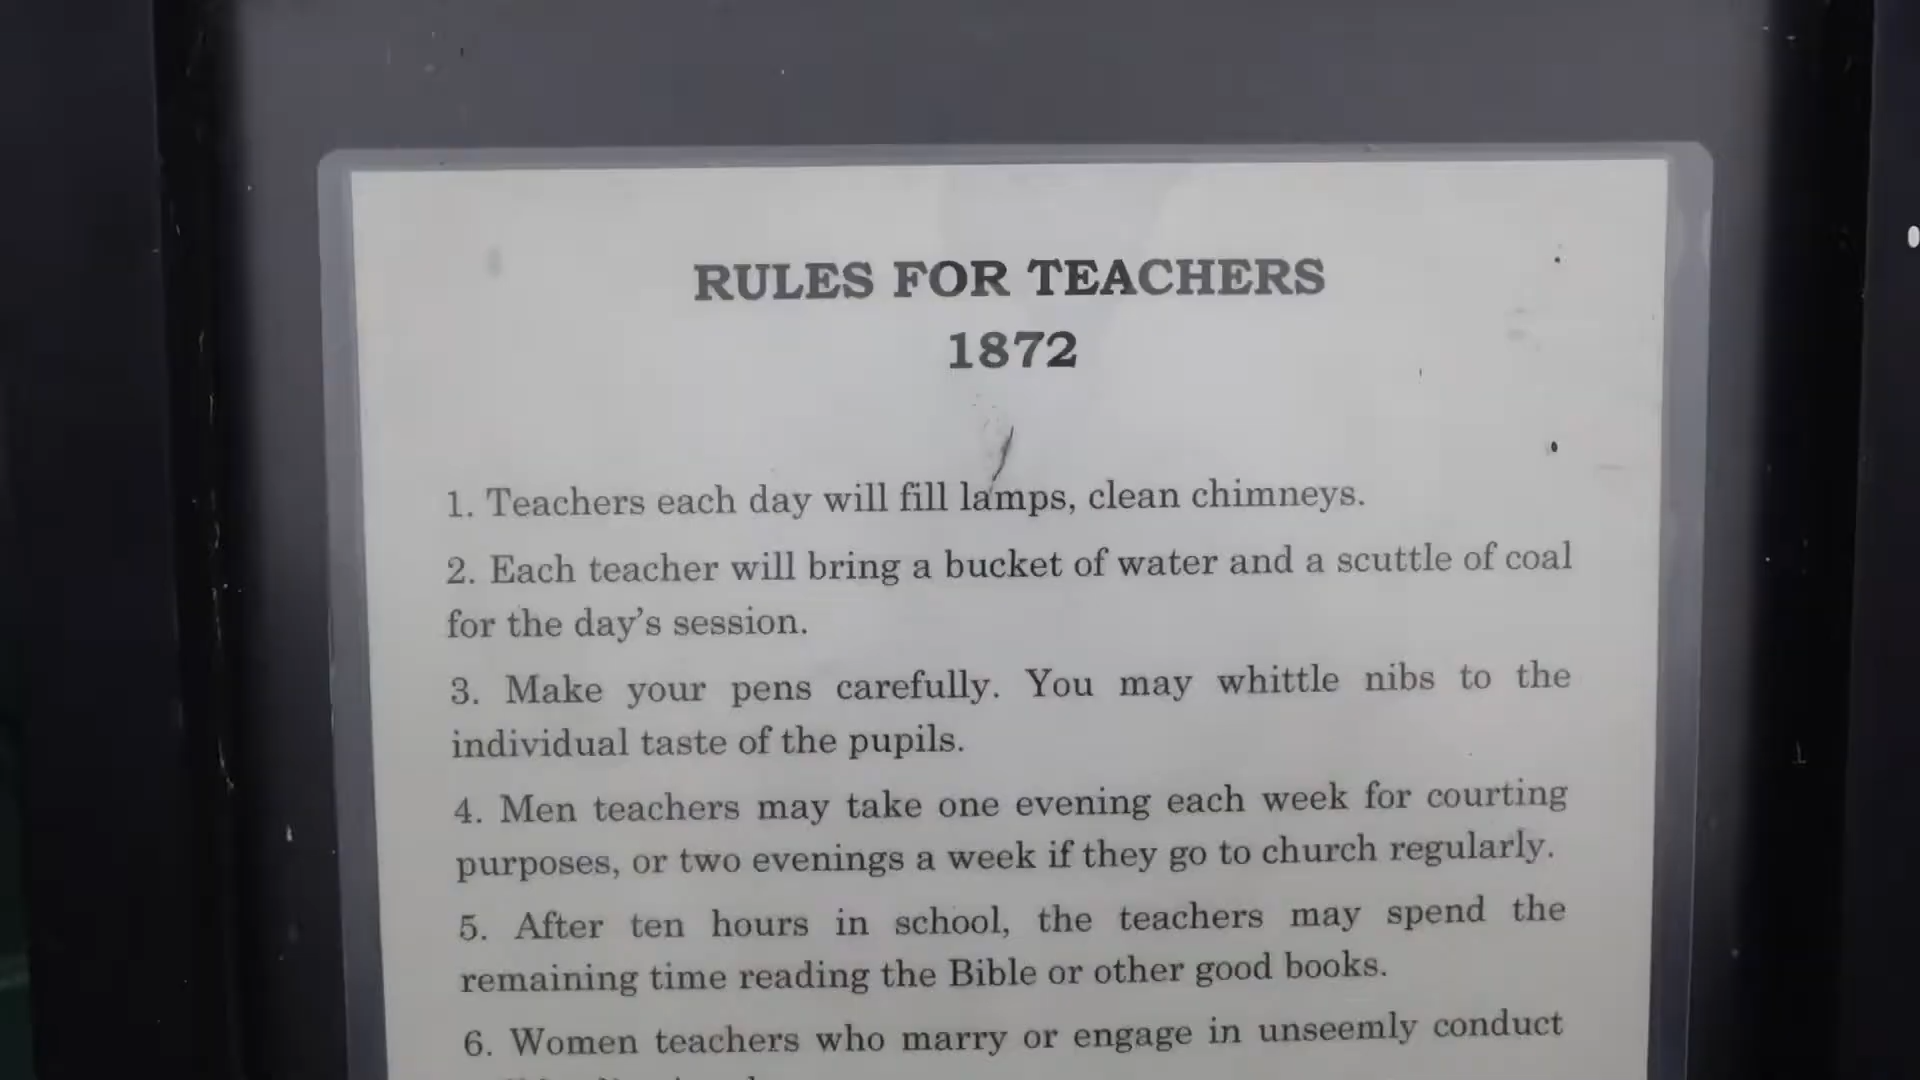 RULES FOR TEACHERS
1872
1. Teachers each day will fill lamps, clean chimneys.
2. Each teacher will bring a bucket of water and a scuttle of coal
for the day's session.
3. Make your pens carefully. You may whittle nibs to the
individual taste of the pupils.
4. Men teachers may take one evening each week for courting
purposes, or two evenings a week if they go to church regularly.
5. After ten hours in school, the teachers may spend the
remaining time reading the Bible or other good books.
6. Women teachers who marry or engage in unseemly conduct